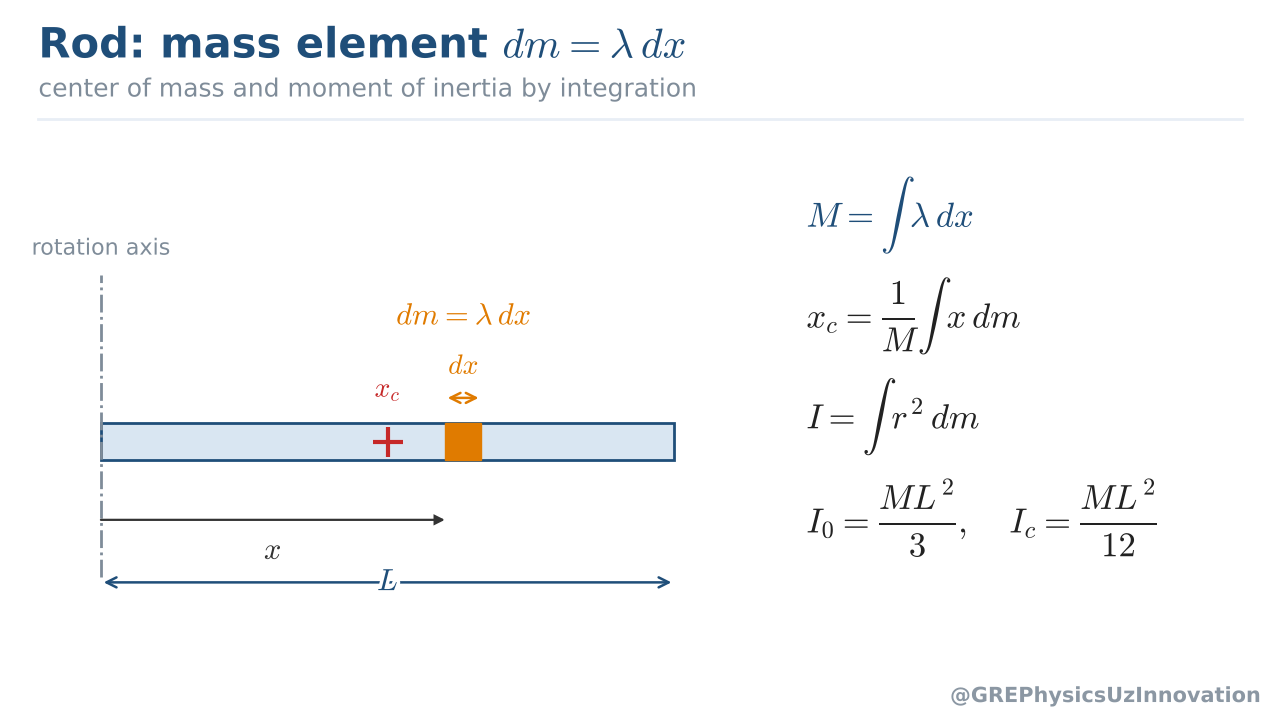 Rod: mass element dm = λ dx
center of mass and moment of inertia by integration
rotation axis
dm = λ dx
dx
x_c
x
L
M = ∫ λ dx
x_c = 1/M ∫ x dm
I = ∫ r² dm
I₀ = ML²/3, I_c = ML²/12
@GREPhysicsUzInnovation